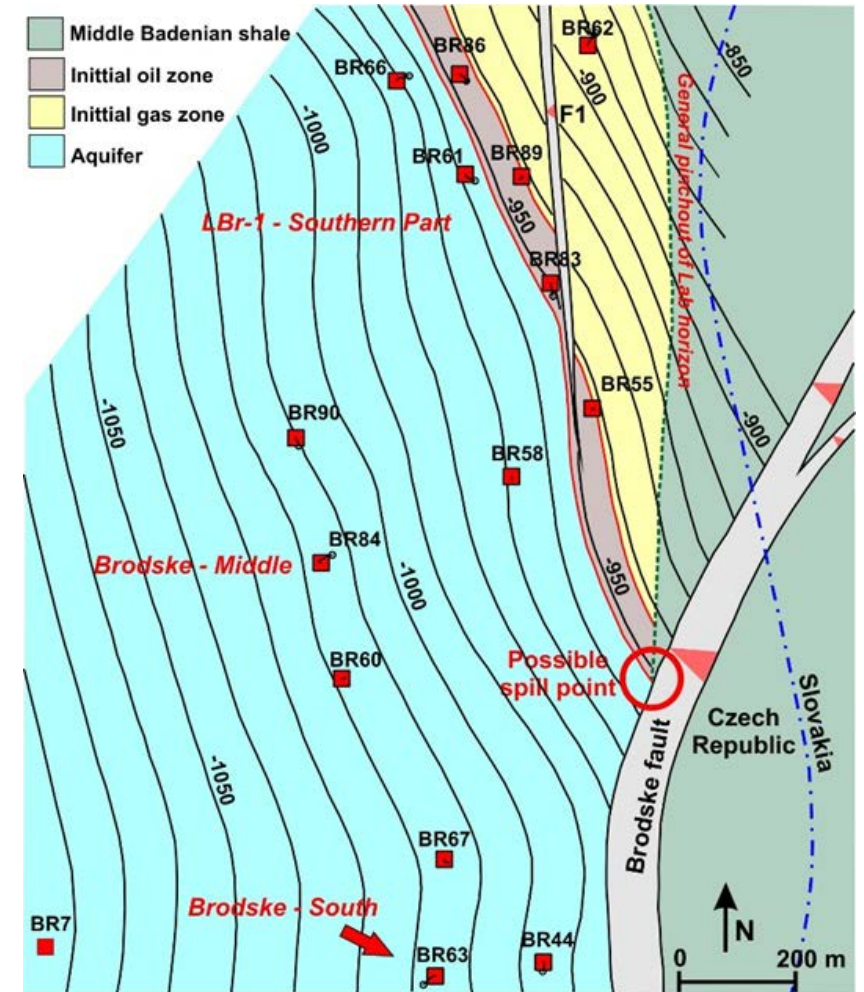 Middle Badenian shale
Inittial oil zone
Inittial gas zone
Aquifer
BR62
BR86
BR66
-850
-900
F1
-1000
BR61
BR89
General pinchout of Lab horizon
-950
LBr-1 - Southern Part
BR83
BR55
BR90
-1050
-900
BR58
BR84
Brodske - Middle
-1000
-950
BR60
Possible
spill point
Slovakia
Czech
Republic
-1050
Brodske fault
BR67
Brodske - South
BR7
BR63
BR44
N
0
200 m